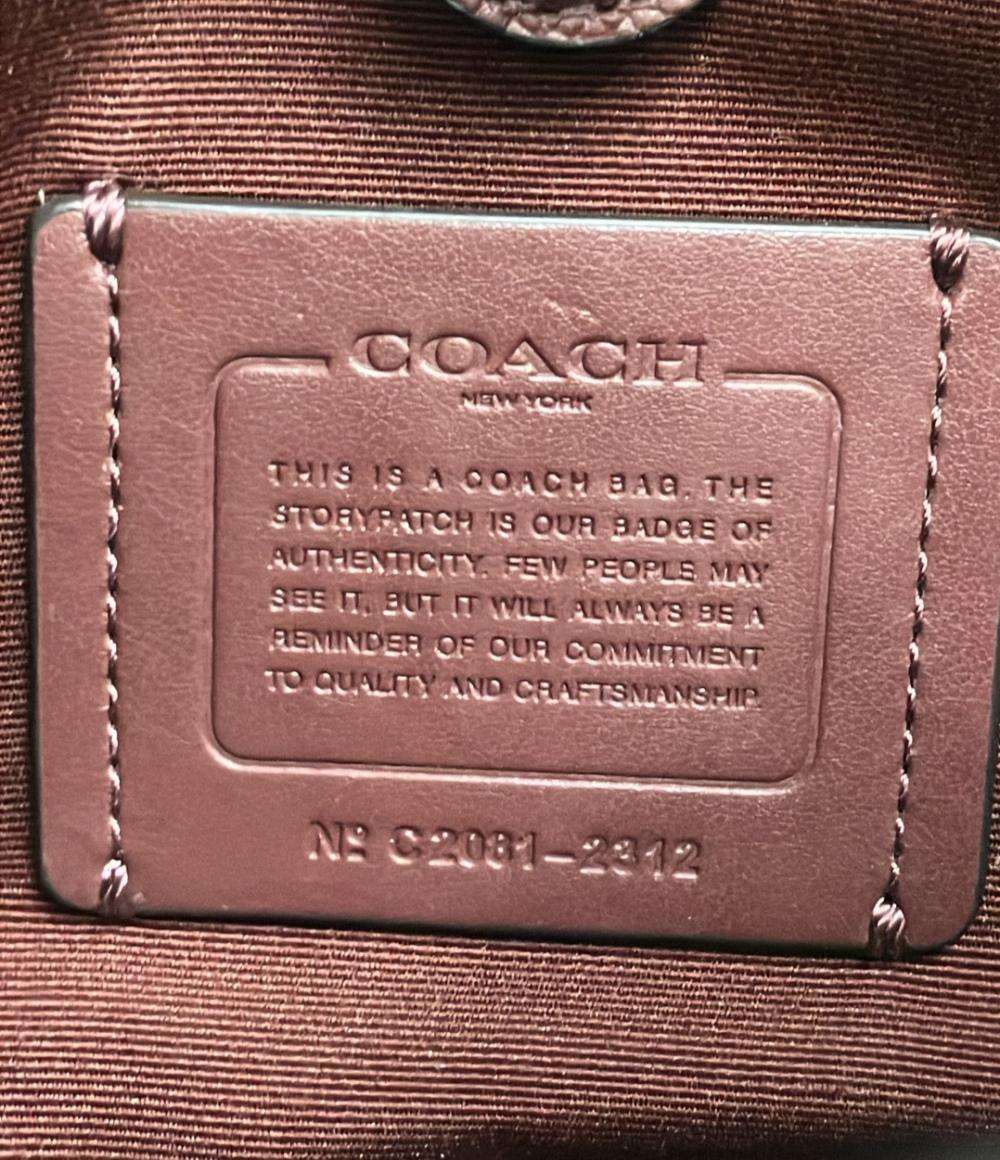 COACH
NEW YORK
THIS IS A COACH BAG. THE
STORYPATCH IS OUR BADGE OF
AUTHENTICITY. FEW PEOPLE MAY
SEE IT, BUT IT WILL ALWAYS BE A
REMINDER OF OUR COMMITMENT
TO QUALITY AND CRAFTSMANSHIP.
Nº C2081-2312